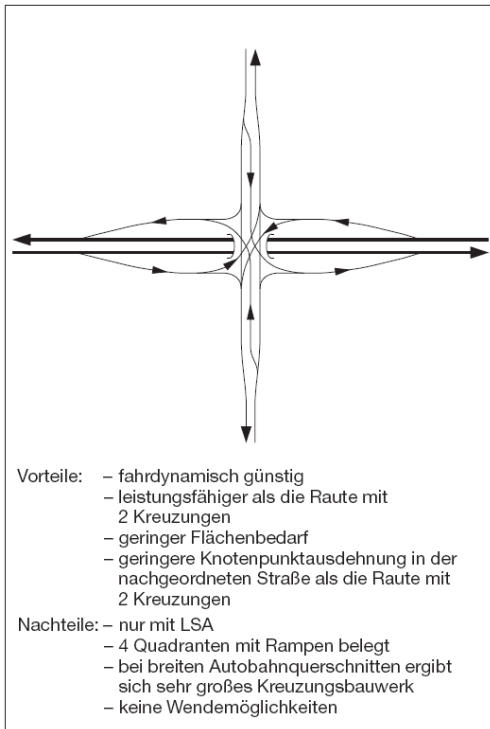 Vorteile: – fahrdynamisch günstig
– leistungsfähiger als die Raute mit
2 Kreuzungen
– geringer Flächenbedarf
– geringere Knotenpunktausdehnung in der
nachgeordneten Straße als die Raute mit
2 Kreuzungen
Nachteile: – nur mit LSA
– 4 Quadranten mit Rampen belegt
– bei breiten Autobahnquerschnitten ergibt
sich sehr großes Kreuzungsbauwerk
– keine Wendemöglichkeiten